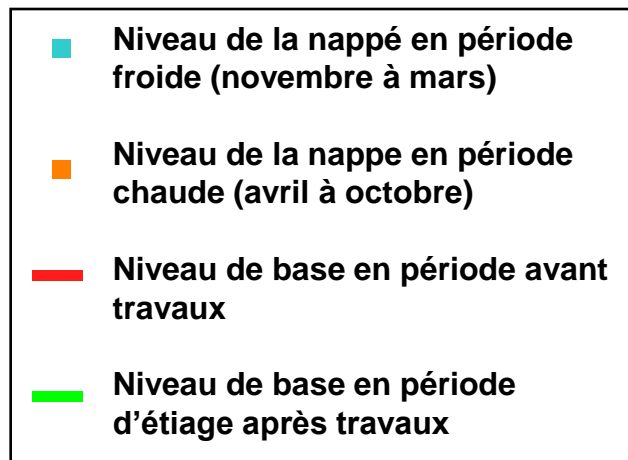 Niveau de la nappé en période
froide (novembre à mars)
Niveau de la nappe en période
chaude (avril à octobre)
Niveau de base en période avant
travaux
Niveau de base en période
d'étiage après travaux